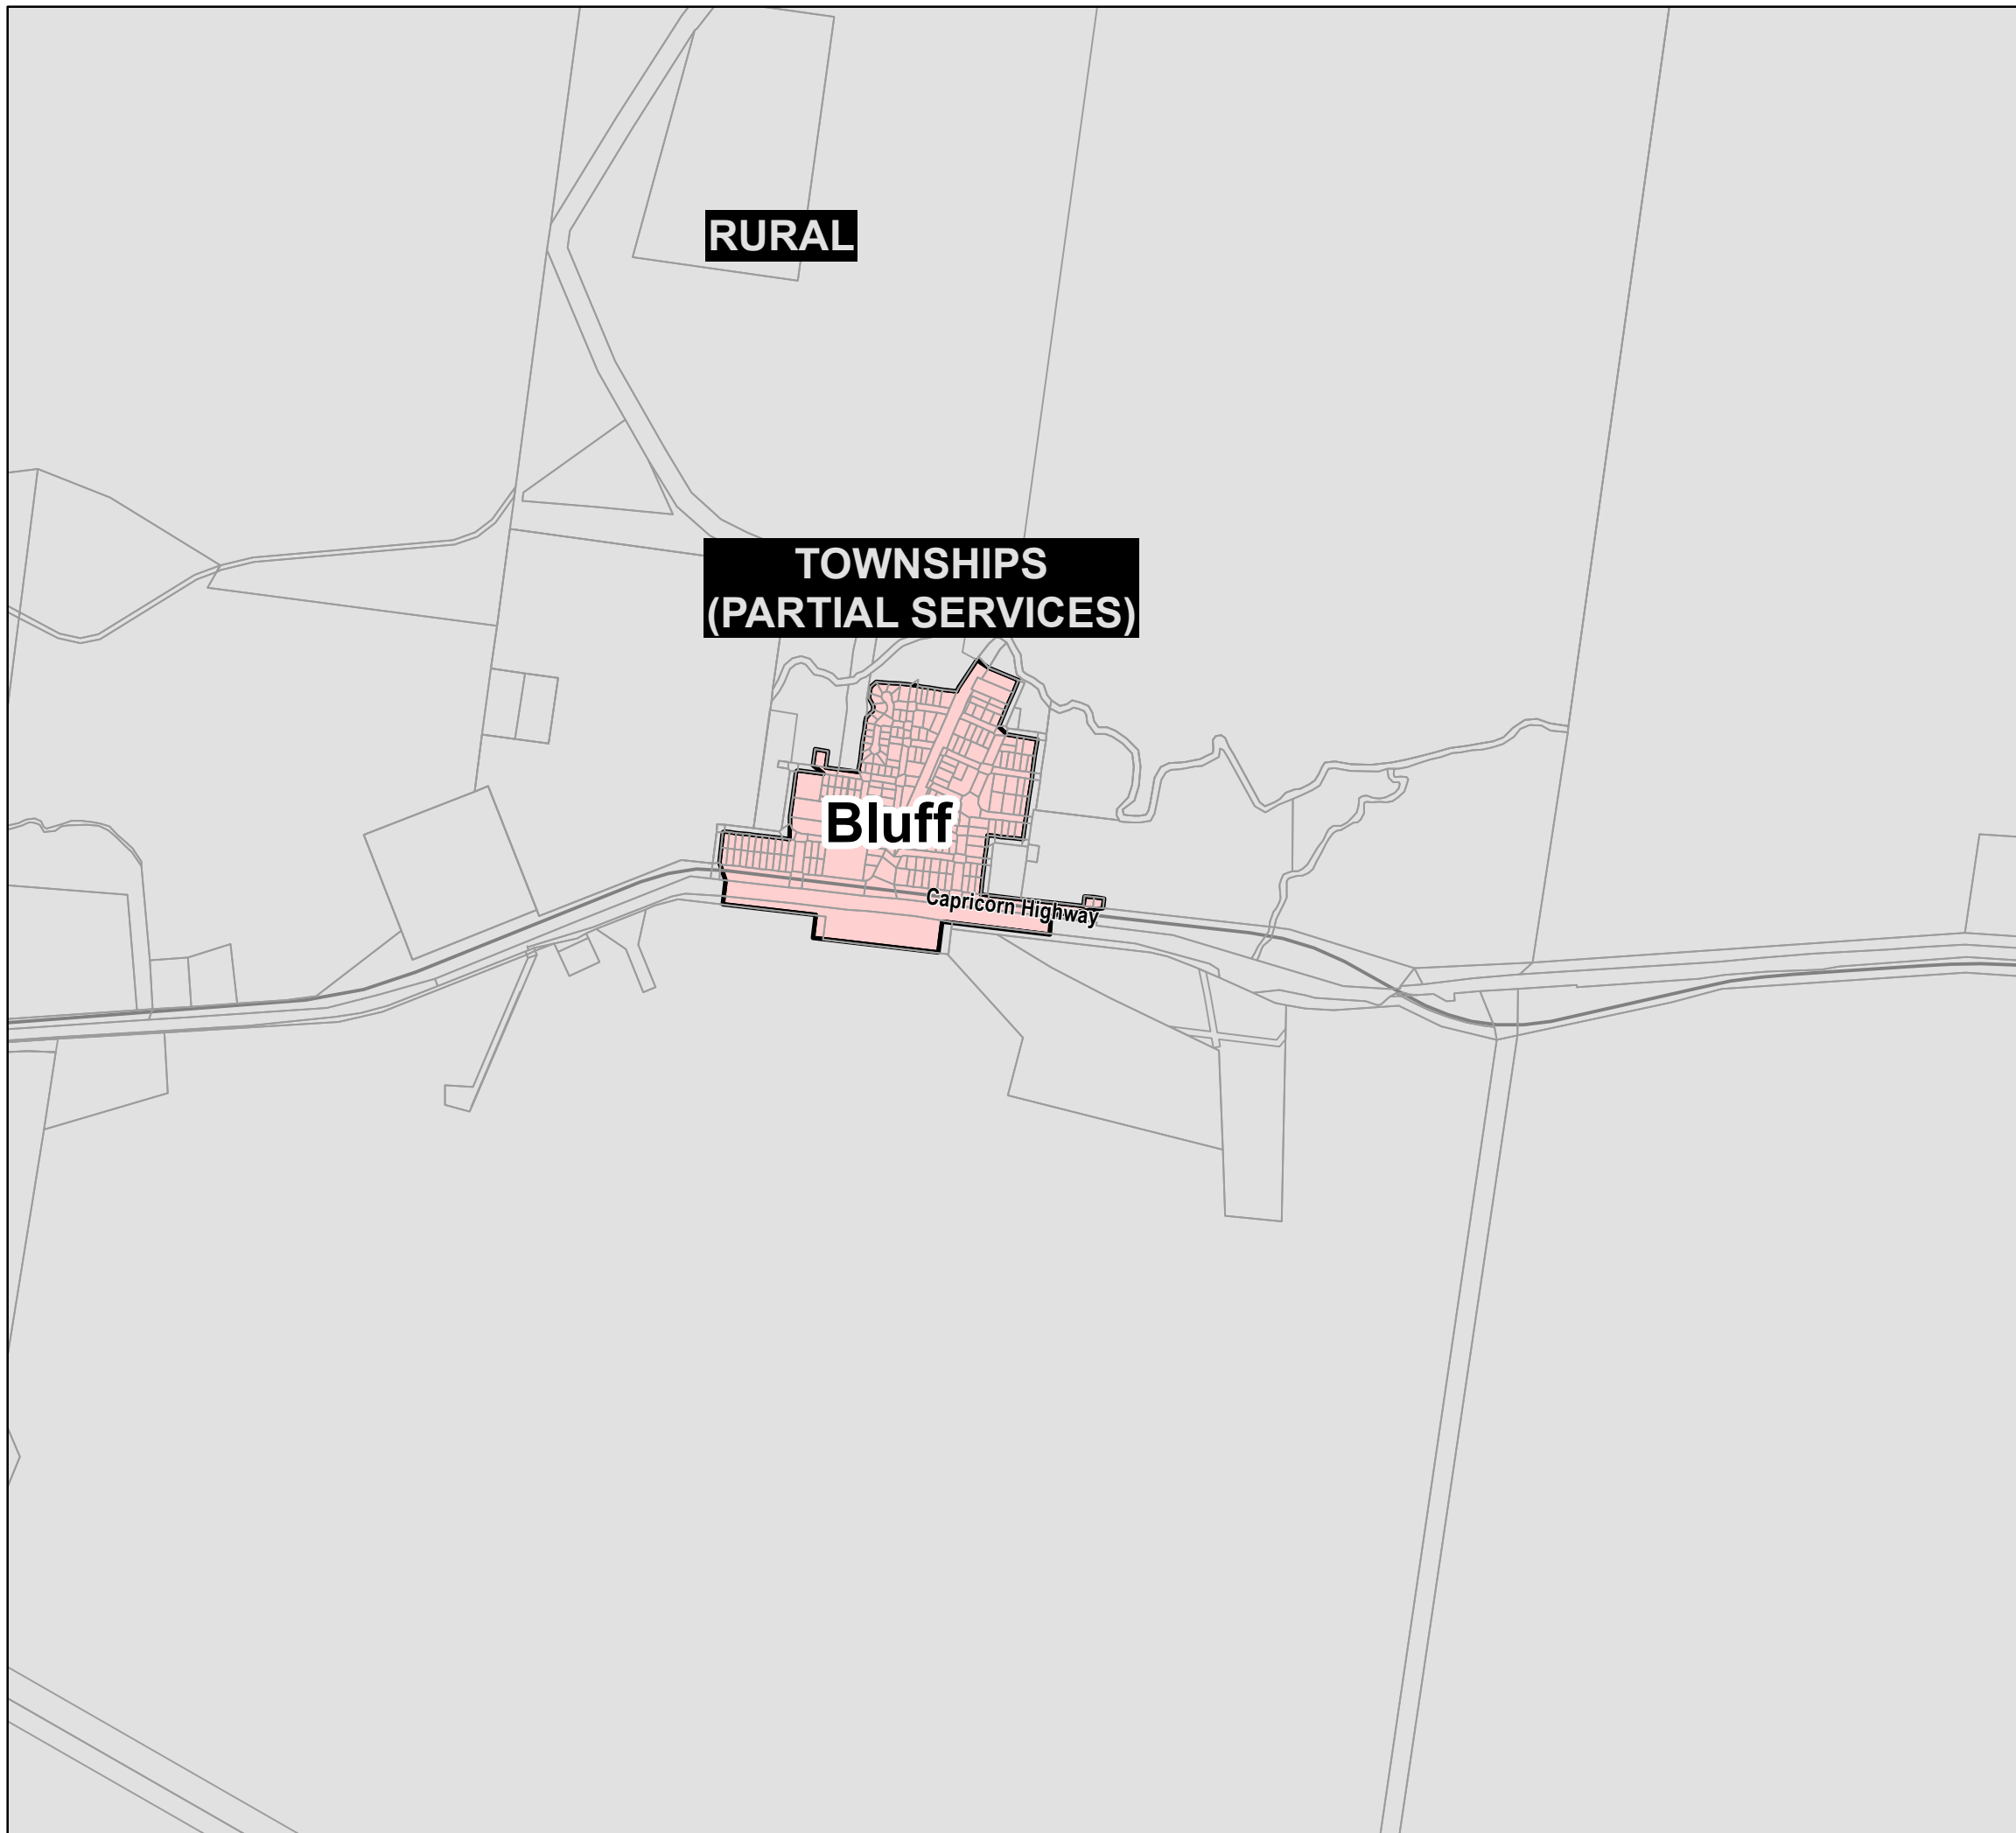 RURAL
TOWNSHIPS
(PARTIAL SERVICES)
Bluff
Capricorn Highway